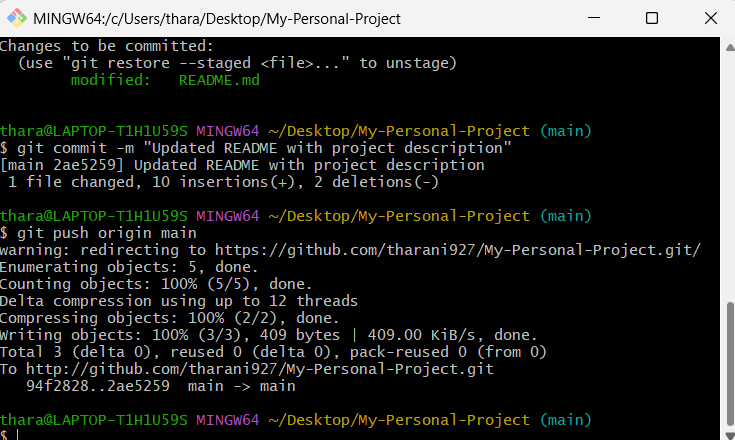 MINGW64:/c/Users/thara/Desktop/My-Personal-Project
Changes to be committed:
  (use "git restore --staged <file>..." to unstage)
        modified:   README.md
thara@LAPTOP-T1H1U59S MINGW64 ~/Desktop/My-Personal-Project (main)
$ git commit -m "Updated README with project description"
[main 2ae5259] Updated README with project description
 1 file changed, 10 insertions(+), 2 deletions(-)
thara@LAPTOP-T1H1U59S MINGW64 ~/Desktop/My-Personal-Project (main)
$ git push origin main
warning: redirecting to https://github.com/tharani927/My-Personal-Project.git/
Enumerating objects: 5, done.
Counting objects: 100% (5/5), done.
Delta compression using up to 12 threads
Compressing objects: 100% (2/2), done.
Writing objects: 100% (3/3), 409 bytes | 409.00 KiB/s, done.
Total 3 (delta 0), reused 0 (delta 0), pack-reused 0 (from 0)
To http://github.com/tharani927/My-Personal-Project.git
   94f2828..2ae5259  main -> main
thara@LAPTOP-T1H1U59S MINGW64 ~/Desktop/My-Personal-Project (main)
$